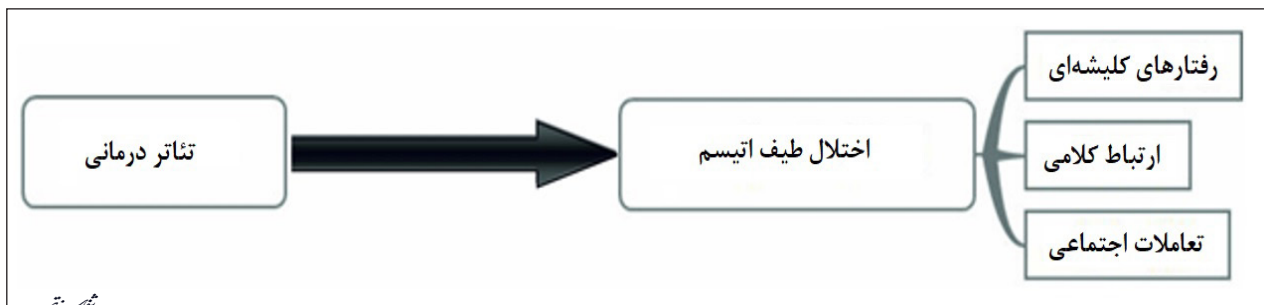 رفتارهای کلیشه‌ای
تئاتر درمانی
اختلال طیف اتیسم
ارتباط کلامی
تعاملات اجتماعی